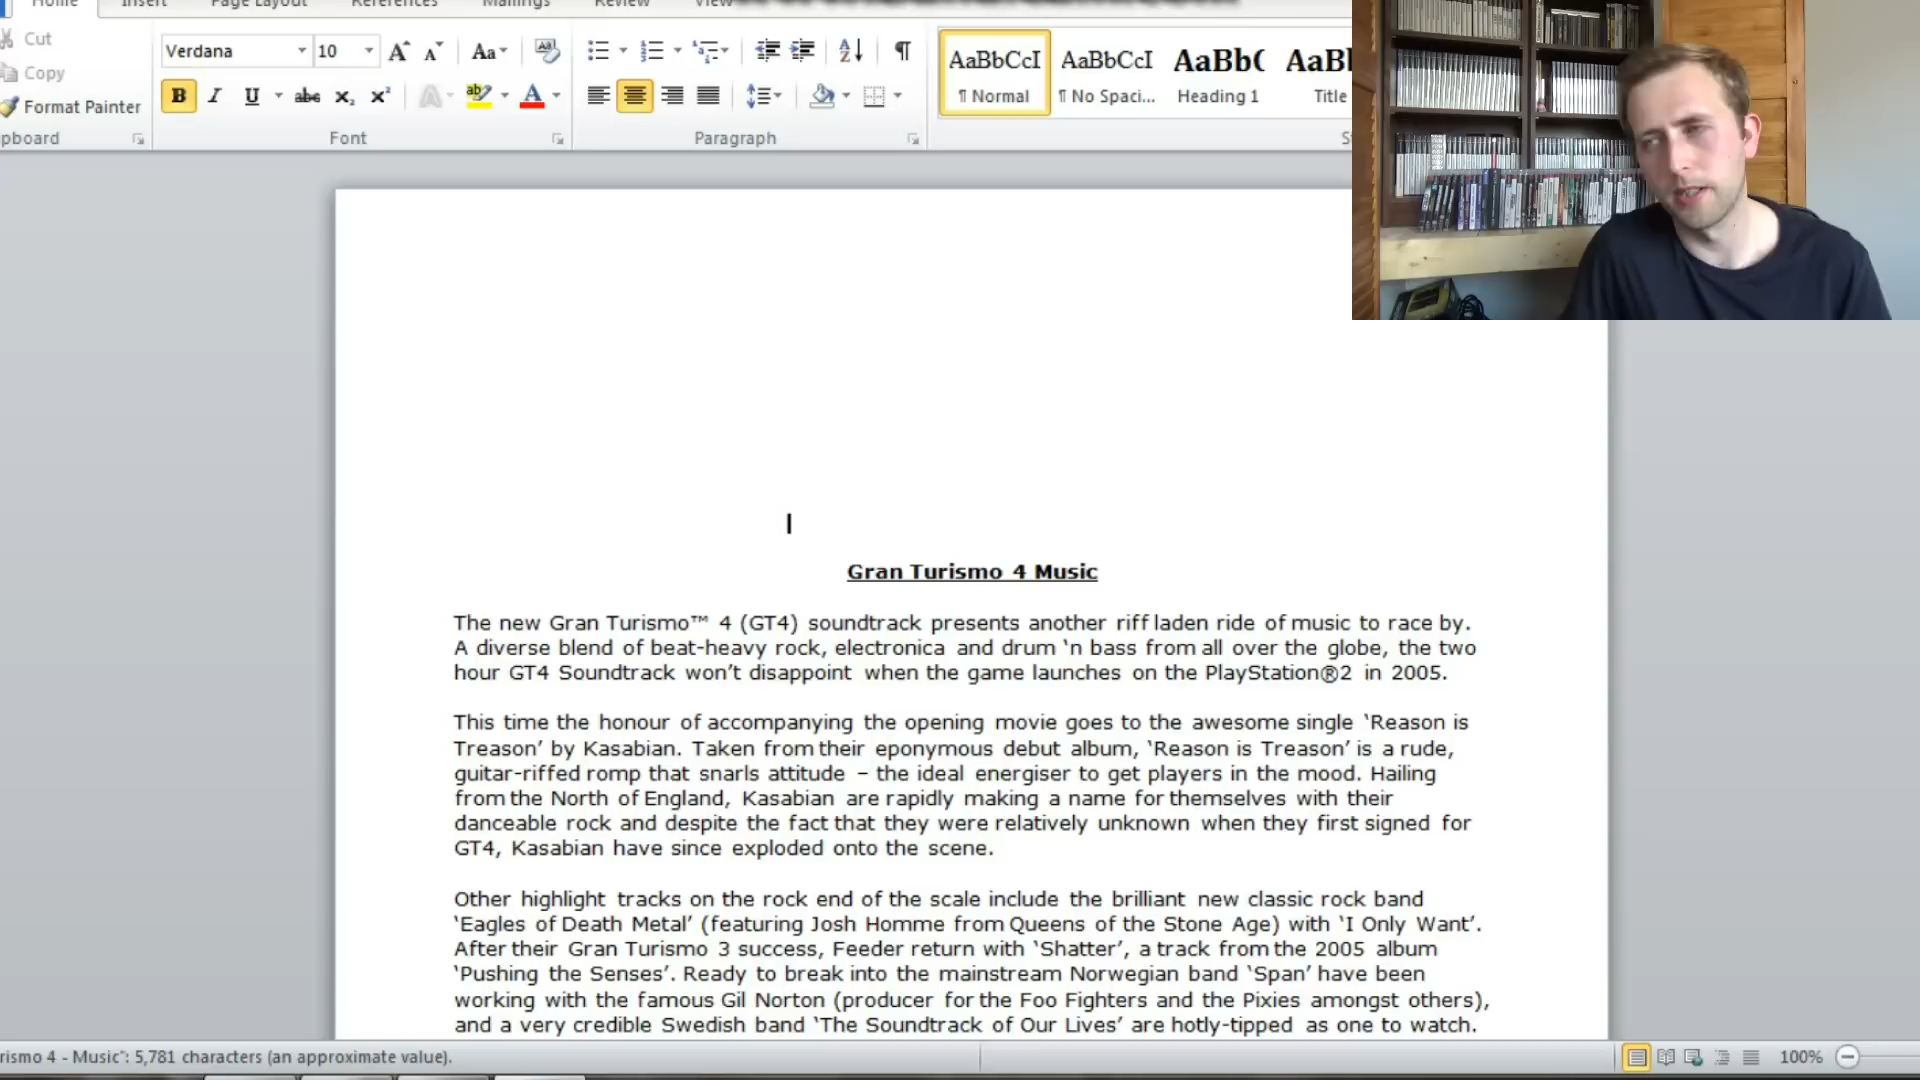 Home Insert Page Layout References Mailings Review View
Cut
Copy
Format Painter
pboard
Verdana 10
Font
Paragraph
AaBbCcI AaBbCcI AaBbC AaBl
¶ Normal ¶ No Spaci... Heading 1 Title
Gran Turismo 4 Music
The new Gran Turismo™ 4 (GT4) soundtrack presents another riff laden ride of music to race by.
A diverse blend of beat-heavy rock, electronica and drum ‘n bass from all over the globe, the two
hour GT4 Soundtrack won’t disappoint when the game launches on the PlayStation®2 in 2005.
This time the honour of accompanying the opening movie goes to the awesome single ‘Reason is
Treason’ by Kasabian. Taken from their eponymous debut album, ‘Reason is Treason’ is a rude,
guitar-riffed romp that snarls attitude – the ideal energiser to get players in the mood. Hailing
from the North of England, Kasabian are rapidly making a name for themselves with their
danceable rock and despite the fact that they were relatively unknown when they first signed for
GT4, Kasabian have since exploded onto the scene.
Other highlight tracks on the rock end of the scale include the brilliant new classic rock band
‘Eagles of Death Metal’ (featuring Josh Homme from Queens of the Stone Age) with ‘I Only Want’.
After their Gran Turismo 3 success, Feeder return with ‘Shatter’, a track from the 2005 album
‘Pushing the Senses’. Ready to break into the mainstream Norwegian band ‘Span’ have been
working with the famous Gil Norton (producer for the Foo Fighters and the Pixies amongst others),
and a very credible Swedish band ‘The Soundtrack of Our Lives’ are hotly-tipped as one to watch.
rismo 4 - Music": 5,781 characters (an approximate value).
100%